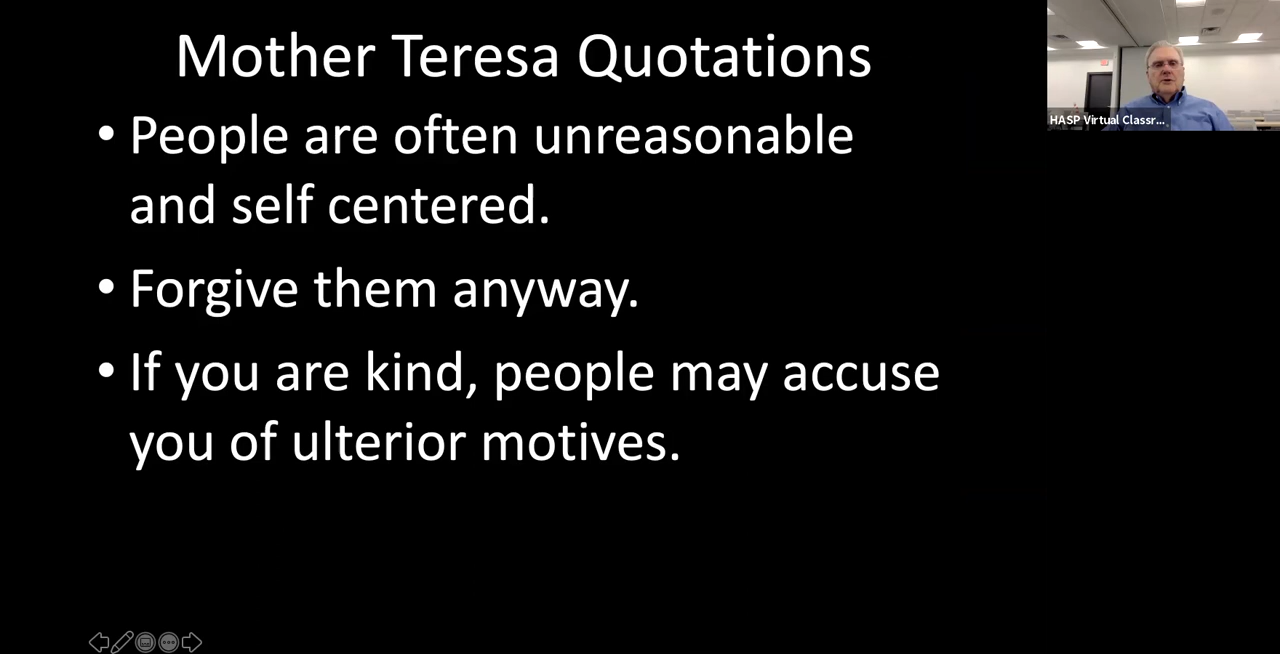 Mother Teresa Quotations
• People are often unreasonable
and self centered.
• Forgive them anyway.
• If you are kind, people may accuse
you of ulterior motives.
HASP Virtual Classr...